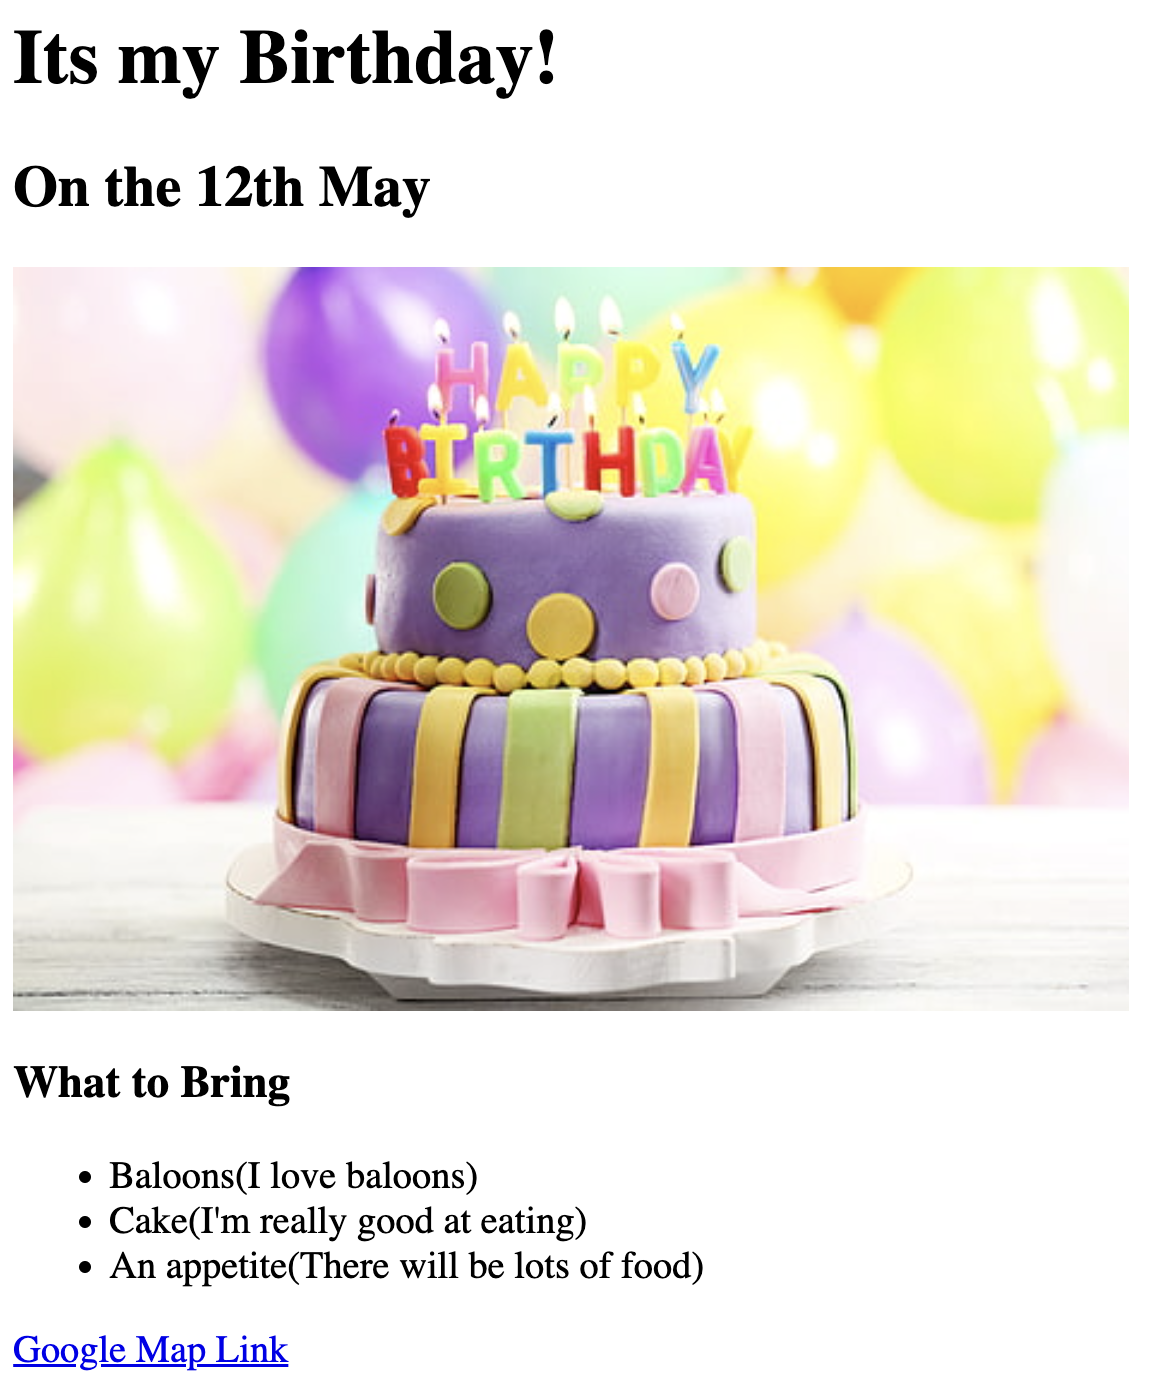 Its my Birthday!
On the 12th May
HAPPY
BIRTHDAY
What to Bring
Baloons(I love baloons)
Cake(I'm really good at eating)
An appetite(There will be lots of food)
Google Map Link